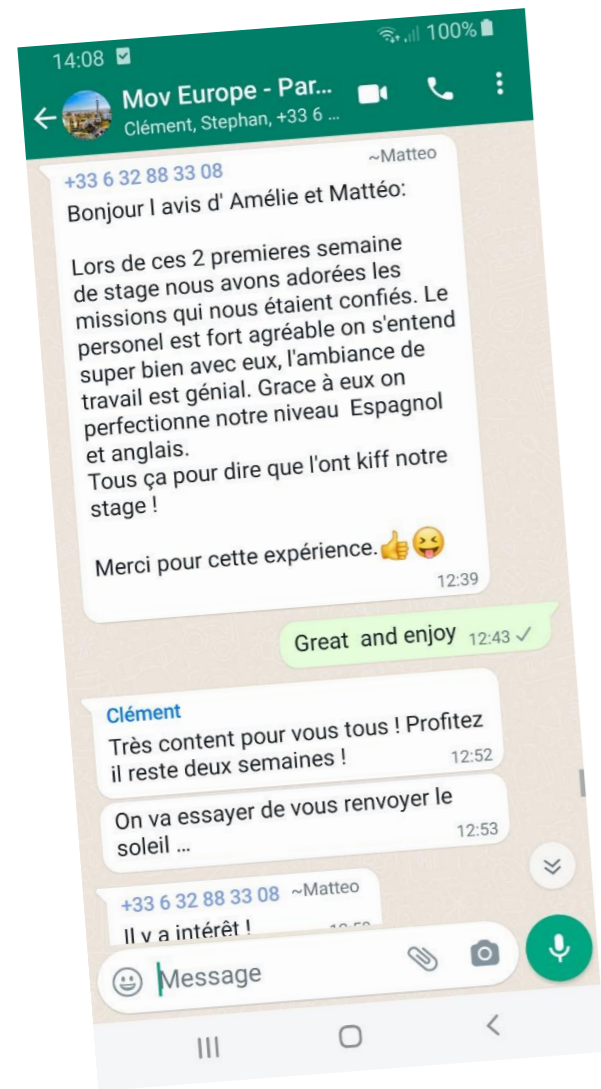 14:08
100%
Mov Europe - Par...
Clément, Stephan, +33 6 ...
+33 6 32 88 33 08 ~Matteo
Bonjour l avis d' Amélie et Mattéo:
Lors de ces 2 premieres semaine
de stage nous avons adorées les
missions qui nous étaient confiés. Le
personel est fort agréable on s'entend
super bien avec eux, l'ambiance de
travail est génial. Grace à eux on
perfectionne notre niveau  Espagnol
et anglais.
Tous ça pour dire que l'ont kiff notre
stage !
Merci pour cette expérience.👍😝
12:39
Great  and enjoy 12:43
Clément
Très content pour vous tous ! Profitez
il reste deux semaines ! 12:52
On va essayer de vous renvoyer le
soleil ... 12:53
+33 6 32 88 33 08 ~Matteo
Il y a intérêt !
Message